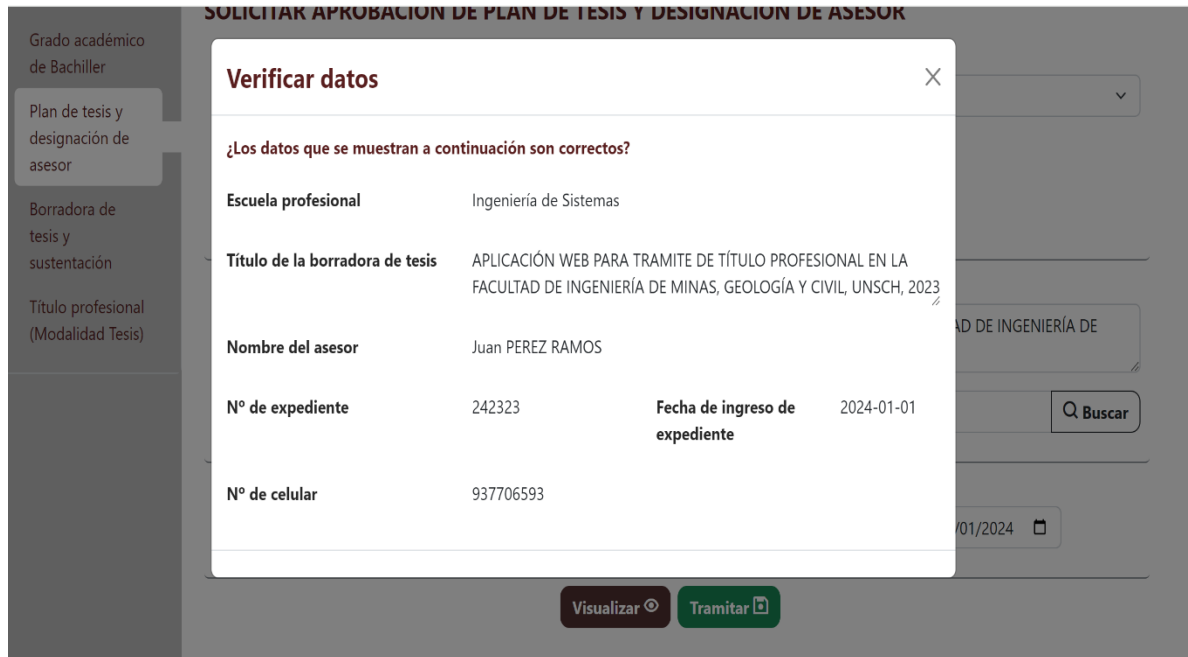 SOLICITAR APROBACIÓN DE PLAN DE TESIS Y DESIGNACIÓN DE ASESOR
Grado académico
de Bachiller
Plan de tesis y
designación de
asesor
Borradora de
tesis y
sustentación
Título profesional
(Modalidad Tesis)
Verificar datos
¿Los datos que se muestran a continuación son correctos?
Escuela profesional
Ingeniería de Sistemas
Título de la borradora de tesis
APLICACIÓN WEB PARA TRAMITE DE TÍTULO PROFESIONAL EN LA
FACULTAD DE INGENIERÍA DE MINAS, GEOLOGÍA Y CIVIL, UNSCH, 2023
Nombre del asesor
Juan PEREZ RAMOS
Nº de expediente
242323
Fecha de ingreso de
expediente
2024-01-01
Nº de celular
937706593
AD DE INGENIERÍA DE
Buscar
/01/2024
Visualizar
Tramitar